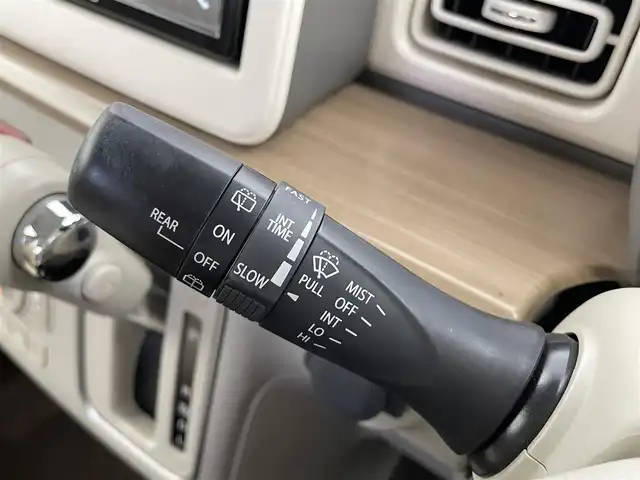 REAR
ON
OFF
FAST
INT
TIME
SLOW
PULL
MIST
OFF
INT
LO
HI